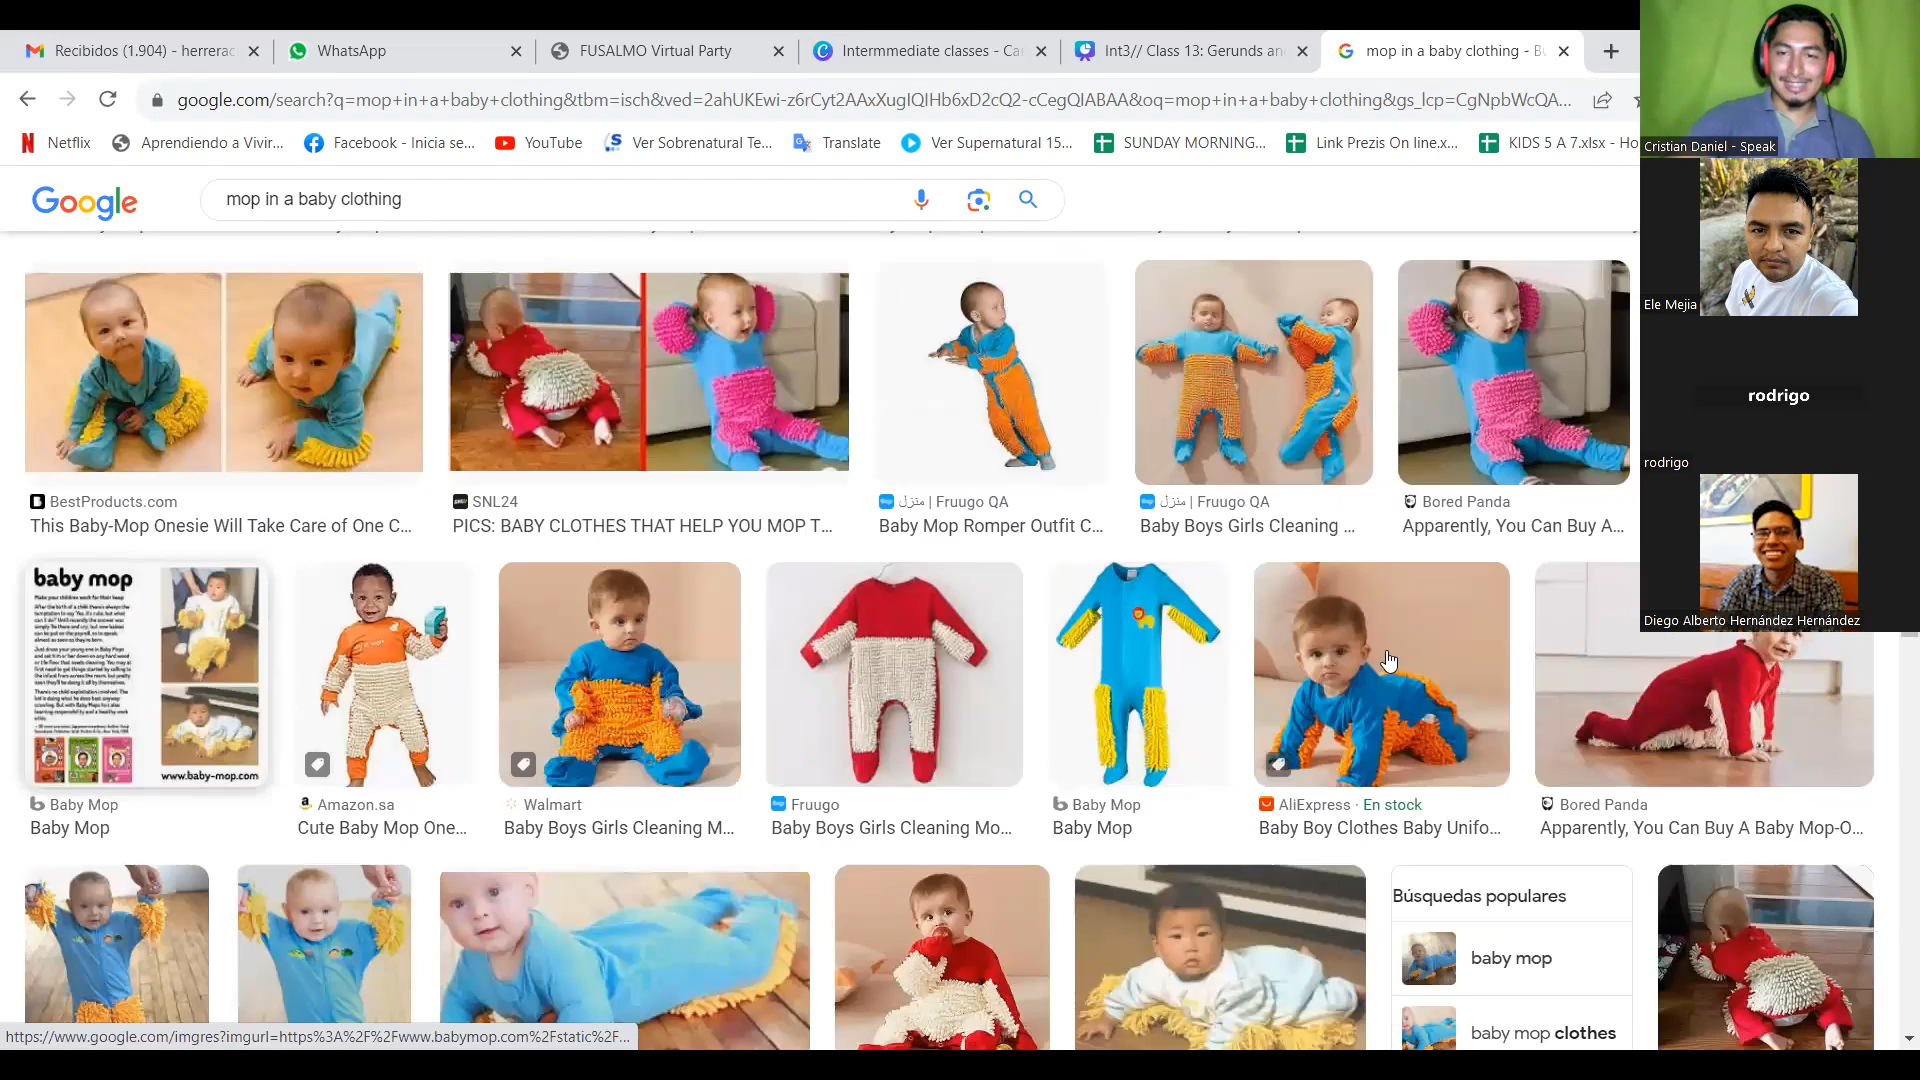 Recibidos (1.904) - herrerac
WhatsApp
FUSALMO Virtual Party
Intermmediate classes - Ca
Int3// Class 13: Gerunds an
mop in a baby clothing - B
google.com/search?q=mop+in+a+baby+clothing&tbm=isch&ved=2ahUKEwi-z6rCyt2AAxXugIQIHb6xD2cQ2-cCegQIABAA&oq=mop+in+a+baby+clothing&gs_lcp=CgNpbWcQA...
Netflix
Aprendiendo a Vivir...
Facebook - Inicia se...
YouTube
Ver Sobrenatural Te...
Translate
Ver Supernatural 15...
SUNDAY MORNING...
Link Prezis On line.x...
KIDS 5 A 7.xlsx - Ho
Google
mop in a baby clothing
BestProducts.com
This Baby-Mop Onesie Will Take Care of One C...
SNL24
PICS: BABY CLOTHES THAT HELP YOU MOP T...
منزل | Fruugo QA
Baby Mop Romper Outfit C...
منزل | Fruugo QA
Baby Boys Girls Cleaning ...
Bored Panda
Apparently, You Can Buy A...
baby mop
Make your children work for their keep
www.baby-mop.com
Baby Mop
Baby Mop
Amazon.sa
Cute Baby Mop One...
Walmart
Baby Boys Girls Cleaning M...
Fruugo
Baby Boys Girls Cleaning Mo...
Baby Mop
Baby Mop
AliExpress · En stock
Baby Boy Clothes Baby Unifo...
Bored Panda
Apparently, You Can Buy A Baby Mop-O...
Búsquedas populares
baby mop
baby mop clothes
https://www.google.com/imgres?imgurl=https%3A%2F%2Fwww.babymop.com%2Fstatic%2F...
Cristian Daniel - Speak
Ele Mejia
rodrigo
rodrigo
Diego Alberto Hernández Hernández